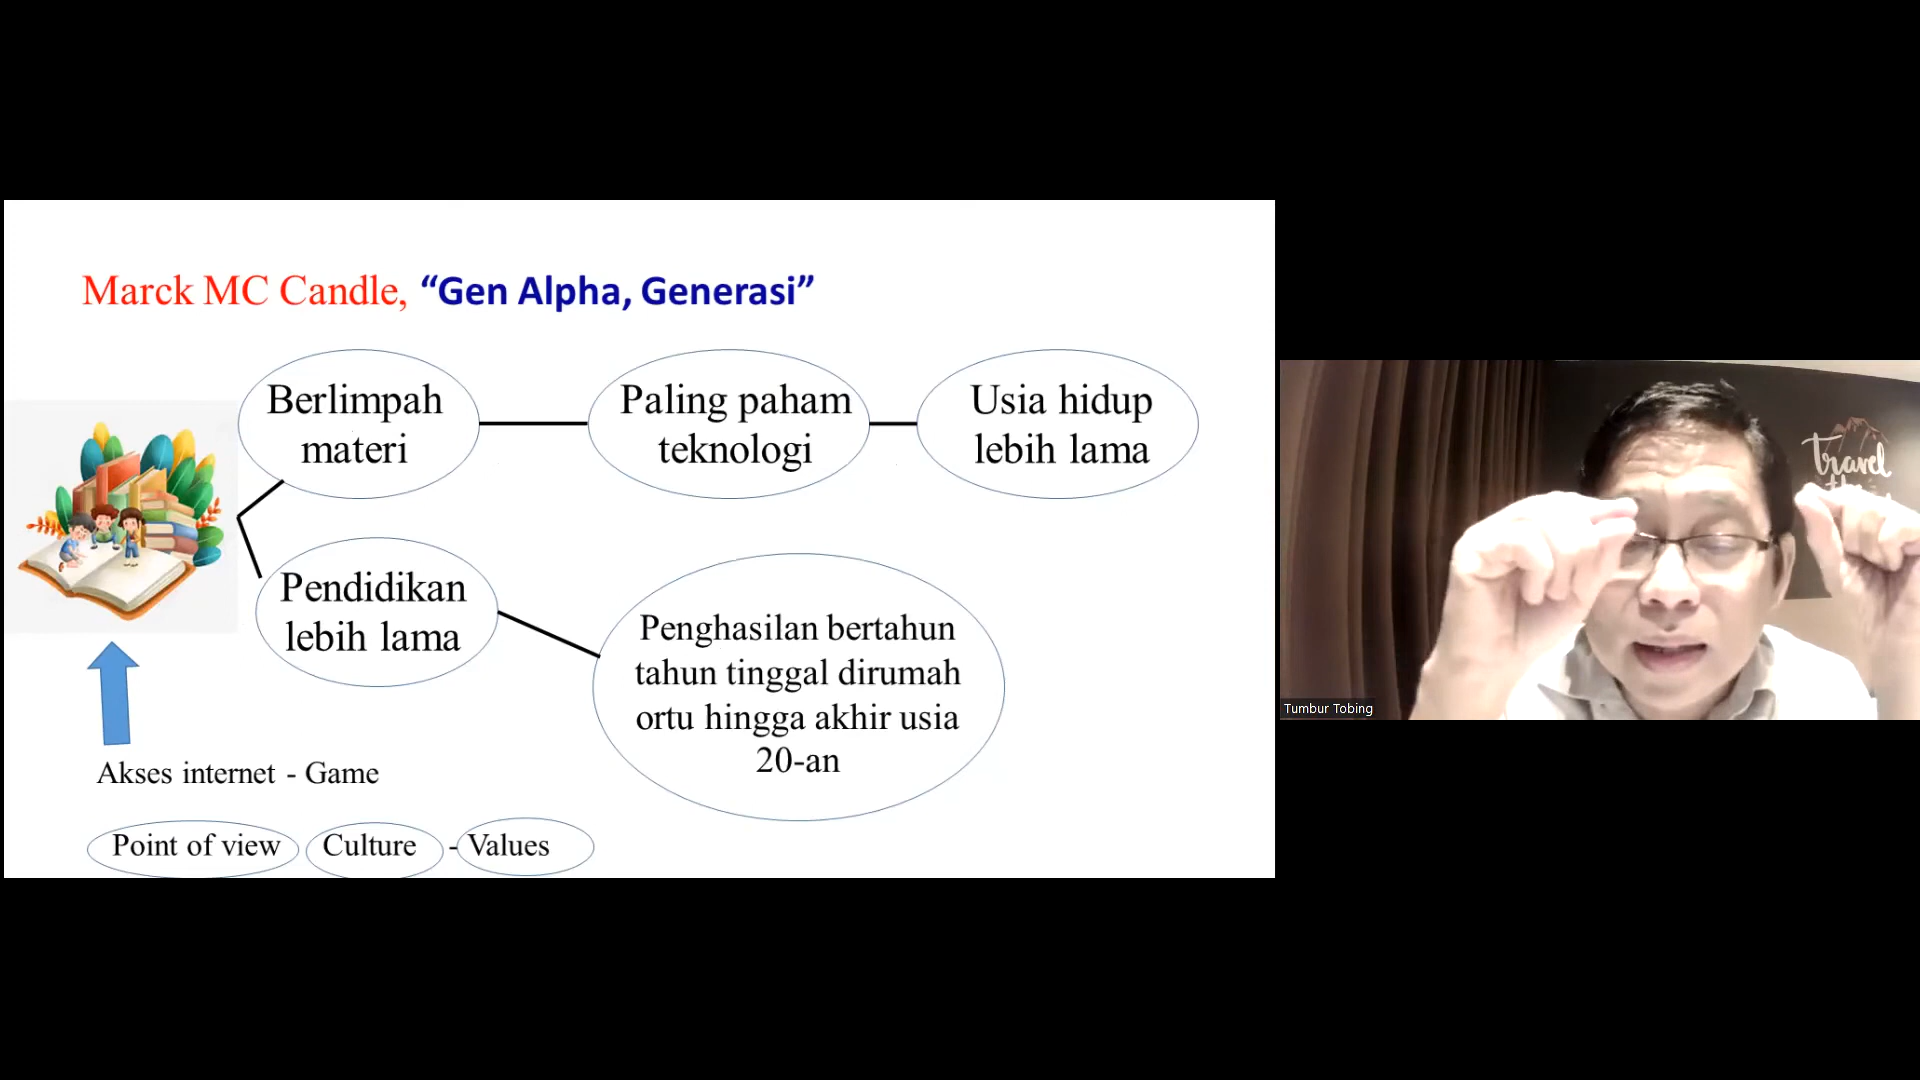 Marck MC Candle, “Gen Alpha, Generasi”
Berlimpah
materi
Paling paham
teknologi
Usia hidup
lebih lama
Pendidikan
lebih lama
Penghasilan bertahun
tahun tinggal dirumah
ortu hingga akhir usia
20-an
Akses internet - Game
Point of view Culture - Values
travel
Tumbur Tobing